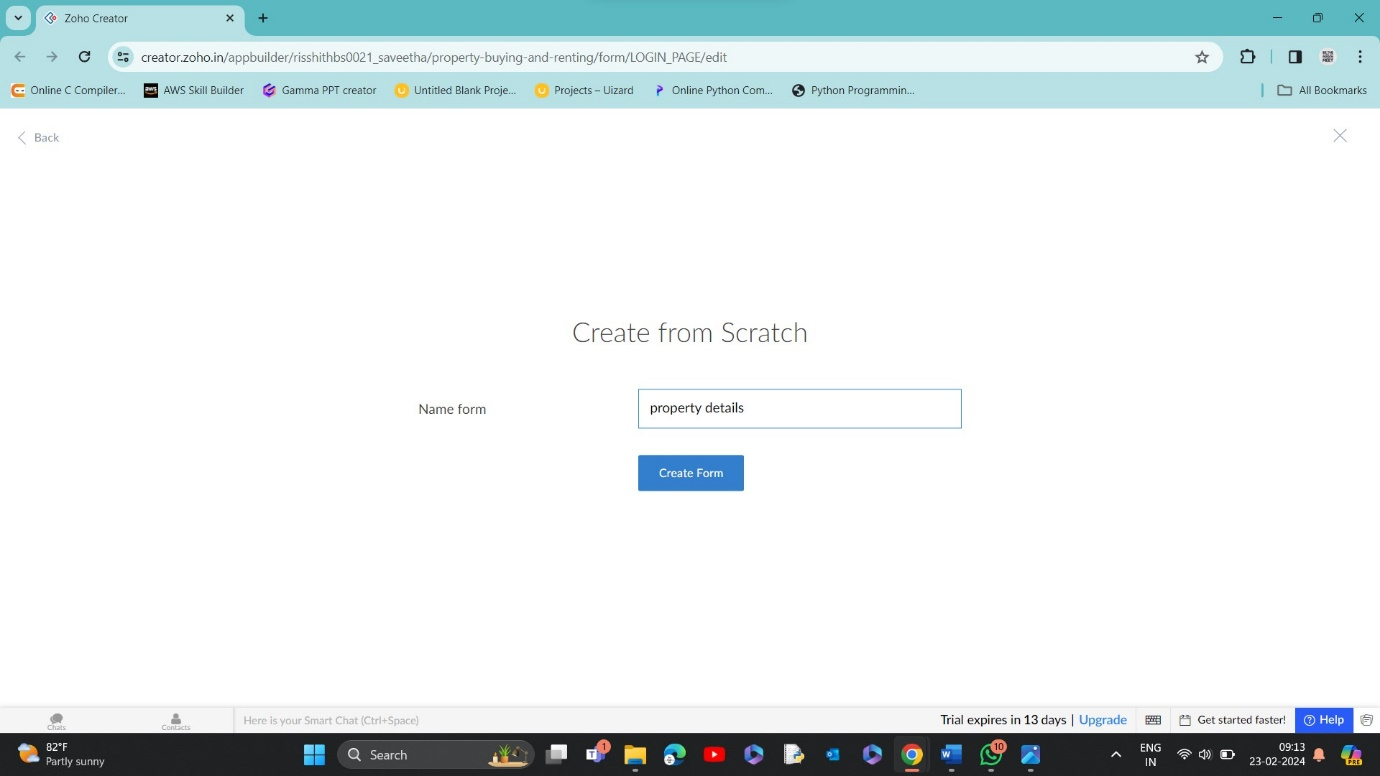 Zoho Creator
creator.zoho.in/appbuilder/risshithbs0021_saveetha/property-buying-and-renting/form/LOGIN_PAGE/edit
Online C Compiler... AWS Skill Builder Gamma PPT creator Untitled Blank Proje... Projects – Uizard Online Python Com... Python Programmin... All Bookmarks
Back
Create from Scratch
Name form property details
Create Form
Chats Contacts Here is your Smart Chat (Ctrl+Space) Trial expires in 13 days | Upgrade Get started faster! Help
82°F
Partly sunny
Search
1
10
ENG
IN
09:13
23-02-2024
PRE